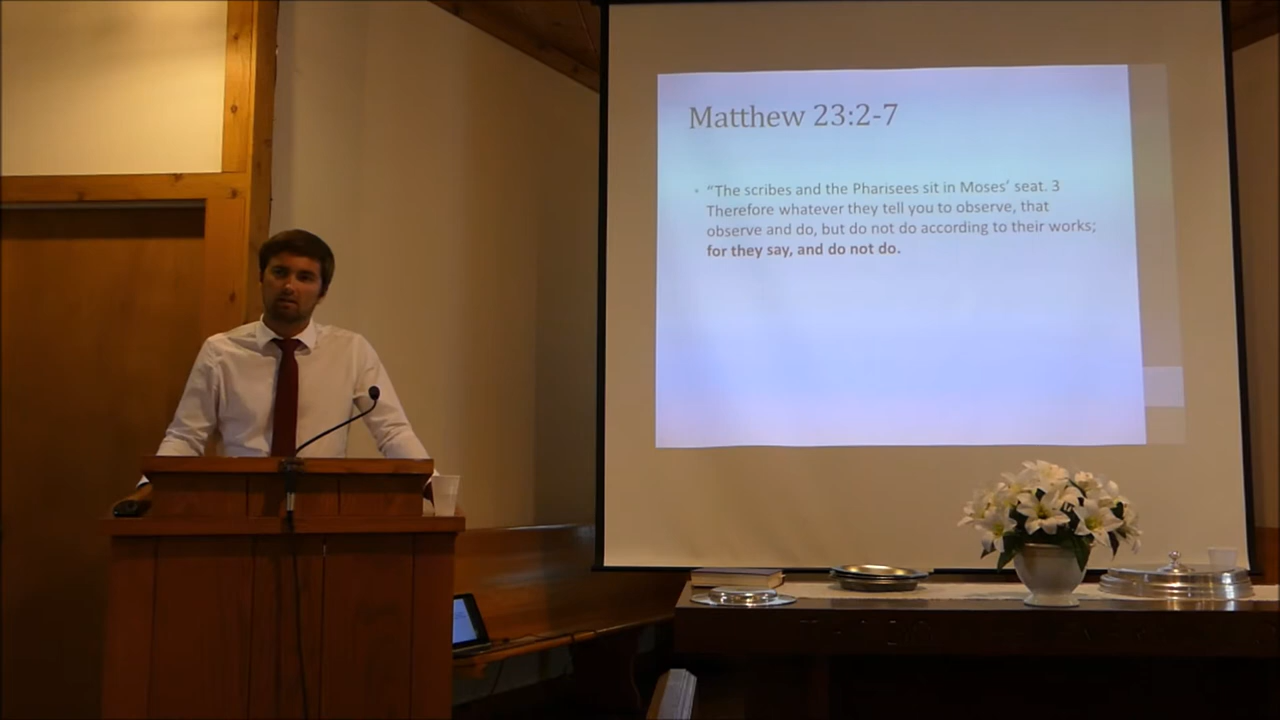 Matthew 23:2-7
• “The scribes and the Pharisees sit in Moses’ seat. 3
Therefore whatever they tell you to observe, that
observe and do, but do not do according to their works;
for they say, and do not do.